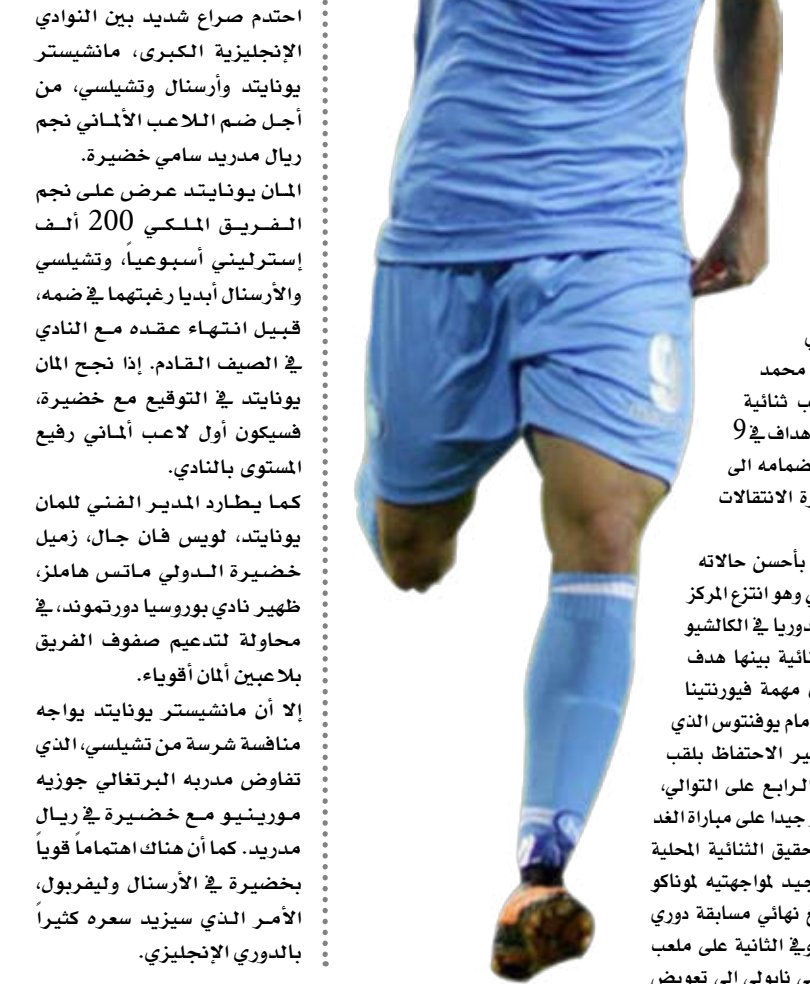 احتدم صراع شديد بين النوادي
الإنجليزية الكبرى، مانشيستر
يونايتد وأرسنال وتشيلسي، من
أجل ضم اللاعب الألماني نجم
ريال مدريد سامي خضيرة.
المان يونايتد عرض على نجم
الفريق الملكي 200 ألف
إسترليني أسبوعياً، وتشيلسي
والأرسنال أبديا رغبتهما في ضمه،
قبيل انتهاء عقده مع النادي
في الصيف القادم. إذا نجح المان
يونايتد في التوقيع مع خضيرة،
فسيكون أول لاعب ألماني رفيع
المستوى بالنادي.
كما يطارد المدير الفني للمان
يونايتد، لويس فان جال، زميل
خضيرة الدولي ماتس هاملز،
ظهير نادي بوروسيا دورتموند، في
محاولة لتدعيم صفوف الفريق
بلاعبين ألمان أقوياء.
إلا أن مانشيستر يونايتد يواجه
منافسة شرسة من تشيلسي، الذي
تفاوض مدربه البرتغالي جوزيه
مورينيو مع خضيرة في ريال
مدريد. كما أن هناك اهتماماً قوياً
بخضيرة في الأرسنال وليفربول،
الأمر الذي سيزيد سعره كثيراً
بالدوري الإنجليزي.
9
محمد
ثنائية
في 9
الى
الانتقالات
بأحسن حالاته
وهو انتزع المركز
في الكالشيو
بينها هدف
مهمة فيورنتينا
يوفنتوس الذي
الاحتفاظ بلقب
الرابع على التوالي،
جيدا على مباراة الغد
الثنائية المحلية
لمواجهتيه لموناكو
نهائي مسابقة دوري
وفي الثانية على ملعب
نابولي الى تعويض